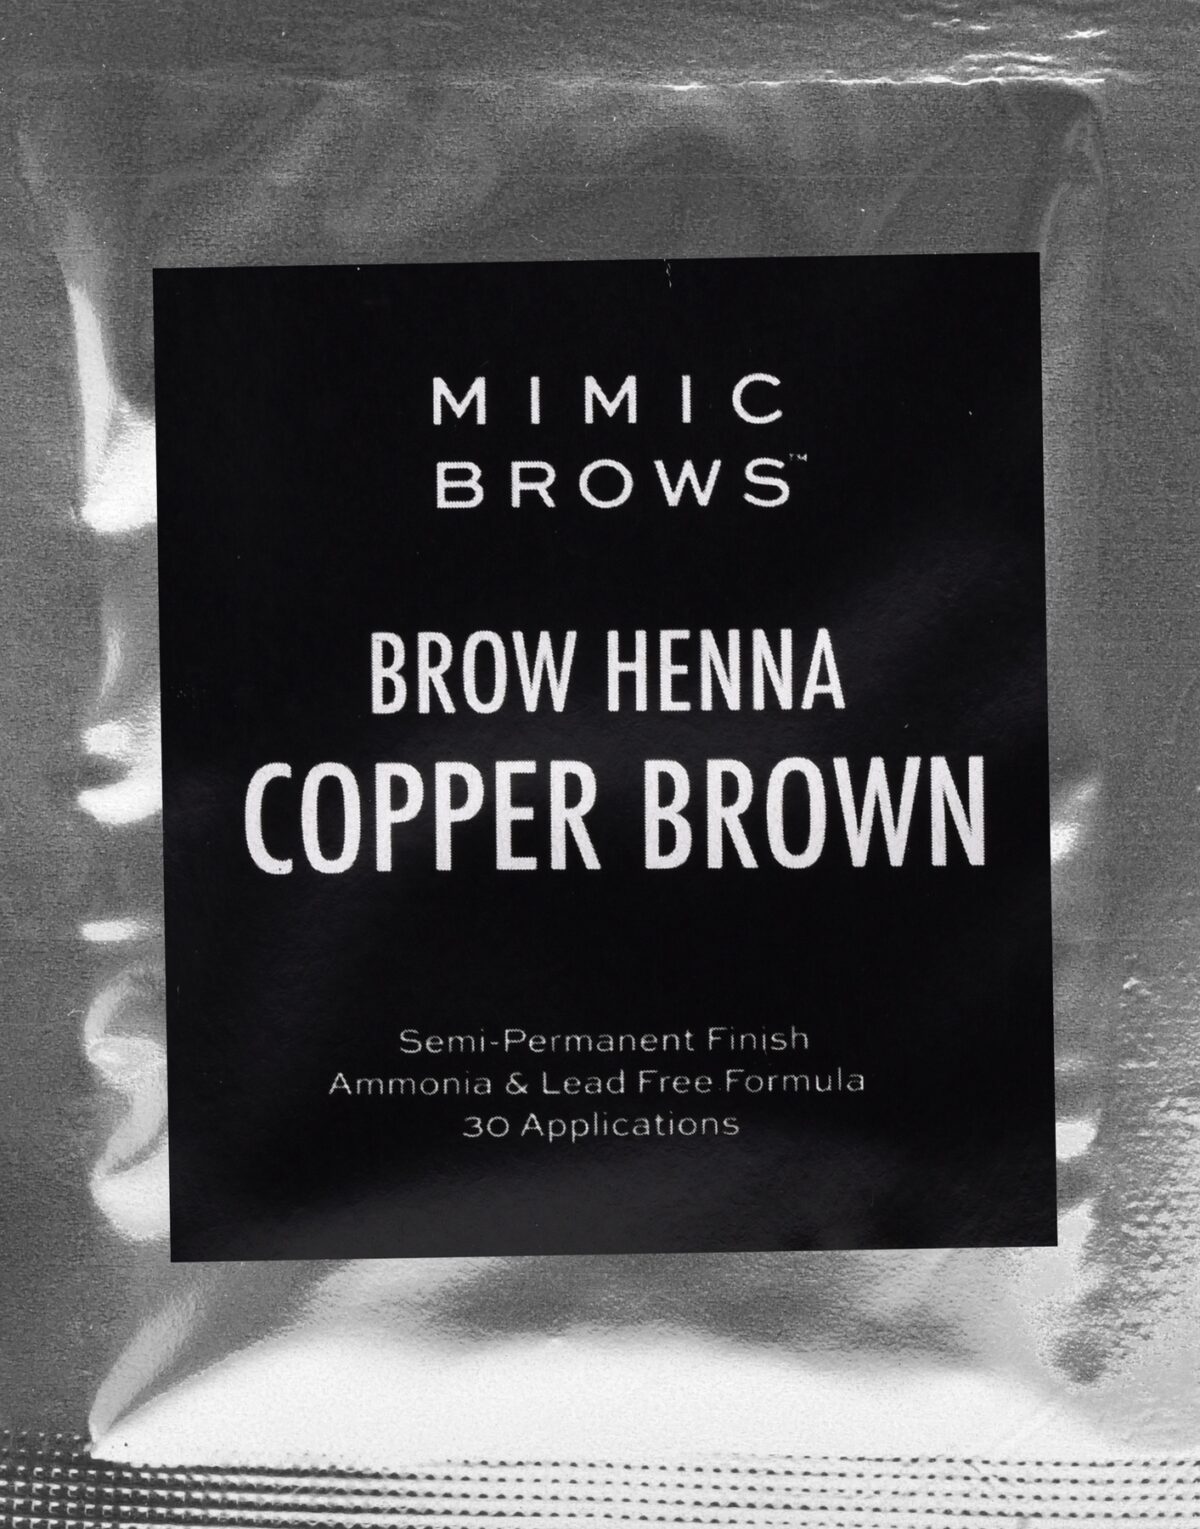 MIMIC
BROWS™
BROW HENNA
COPPER BROWN
Semi-Permanent Finish
Ammonia & Lead Free Formula
30 Applications